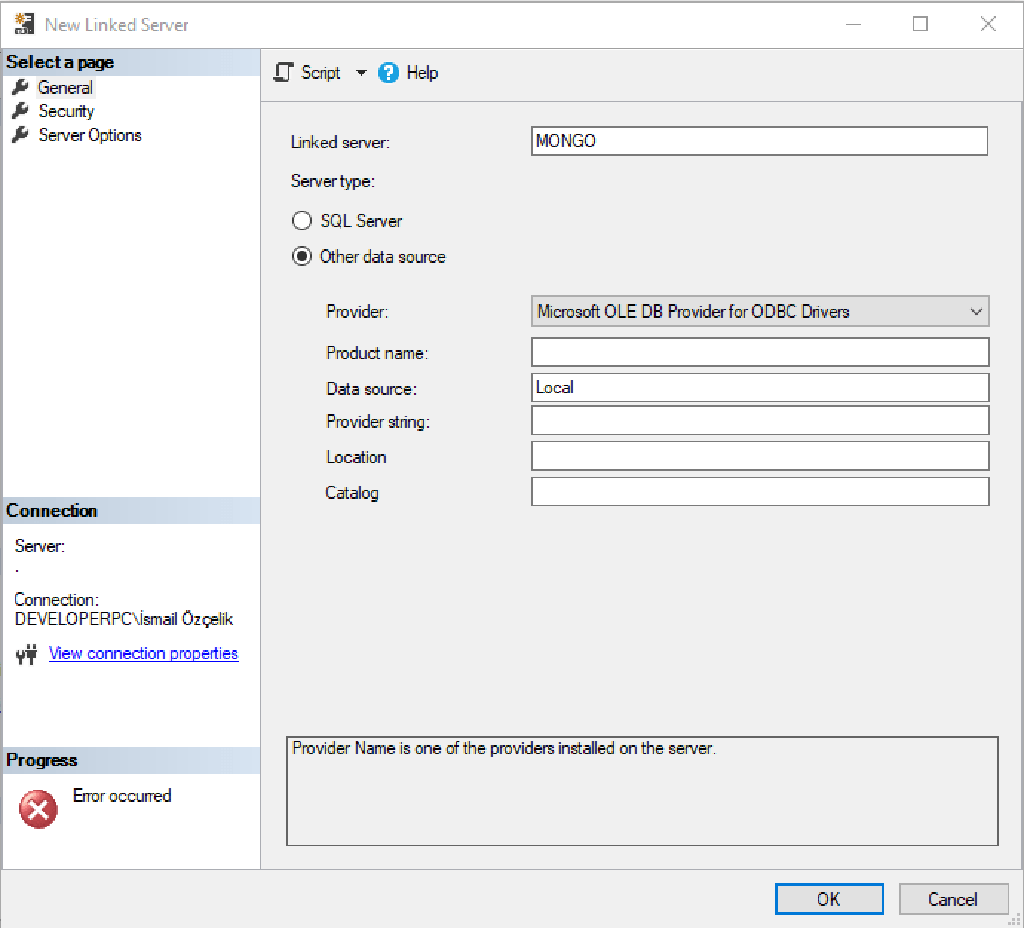 New Linked Server
Select a page
General
Security
Server Options
Script
Help
Linked server: MONGO
Server type:
SQL Server
Other data source
Provider: Microsoft OLE DB Provider for ODBC Drivers
Product name:
Data source: Local
Provider string:
Location
Catalog
Connection
Server:
.
Connection:
DEVELOPERPC\İsmail Özçelik
View connection properties
Progress
Error occurred
Provider Name is one of the providers installed on the server.
OK
Cancel